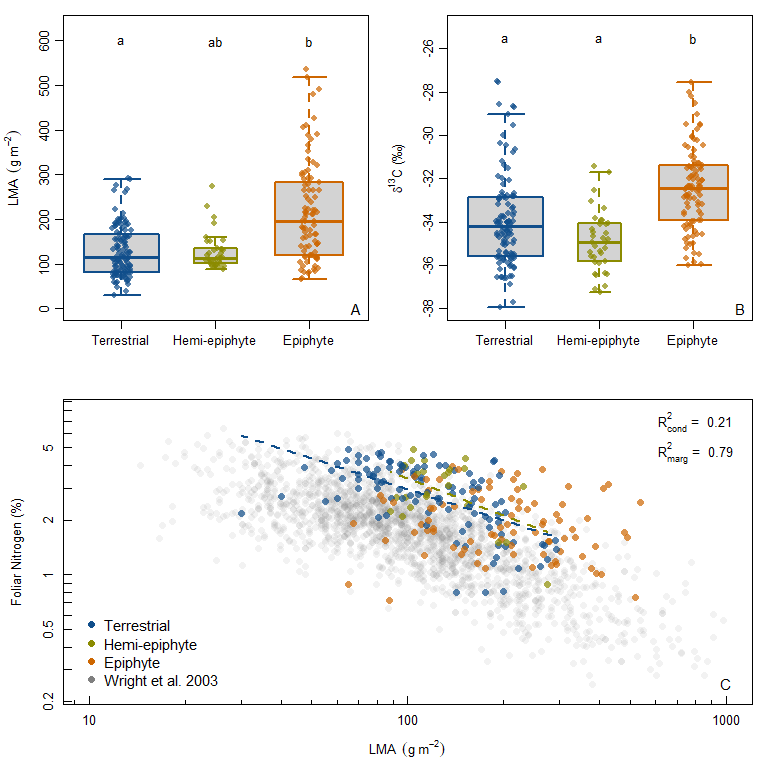 600
500
400
300
200
100
0
LMA (g m−2)
a
ab
b
A
Terrestrial
Hemi-epiphyte
Epiphyte
-26
-30
-32
-34
-36
-38
δ13C (‰)
a
a
b
B
Terrestrial
Hemi-epiphyte
Epiphyte
5
2
1
0.5
0.2
Foliar Nitrogen (%)
R2cond = 0.21
R2marg = 0.79
Terrestrial
Hemi-epiphyte
Epiphyte
Wright et al. 2003
C
10
100
1000
LMA (g m−2)